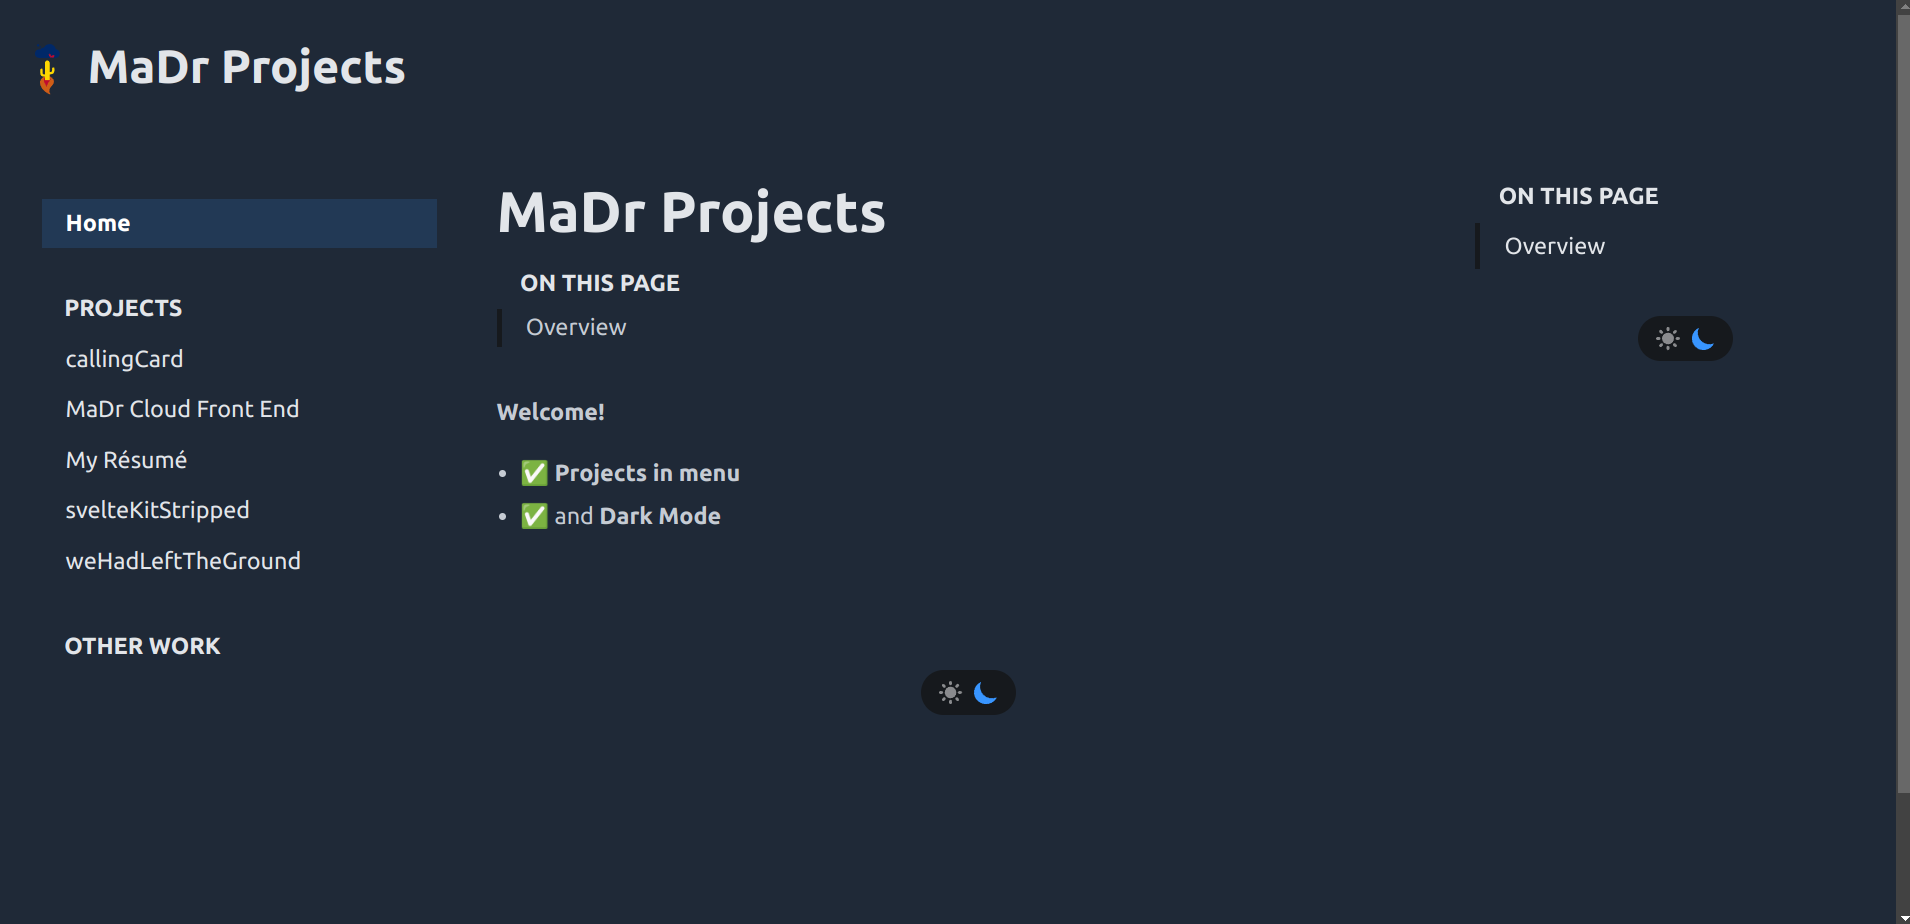 MaDr Projects
Home
PROJECTS
callingCard
MaDr Cloud Front End
My Résumé
svelteKitStripped
weHadLeftTheGround
OTHER WORK
MaDr Projects
ON THIS PAGE
Overview
Welcome!
✅ Projects in menu
✅ and Dark Mode
ON THIS PAGE
Overview